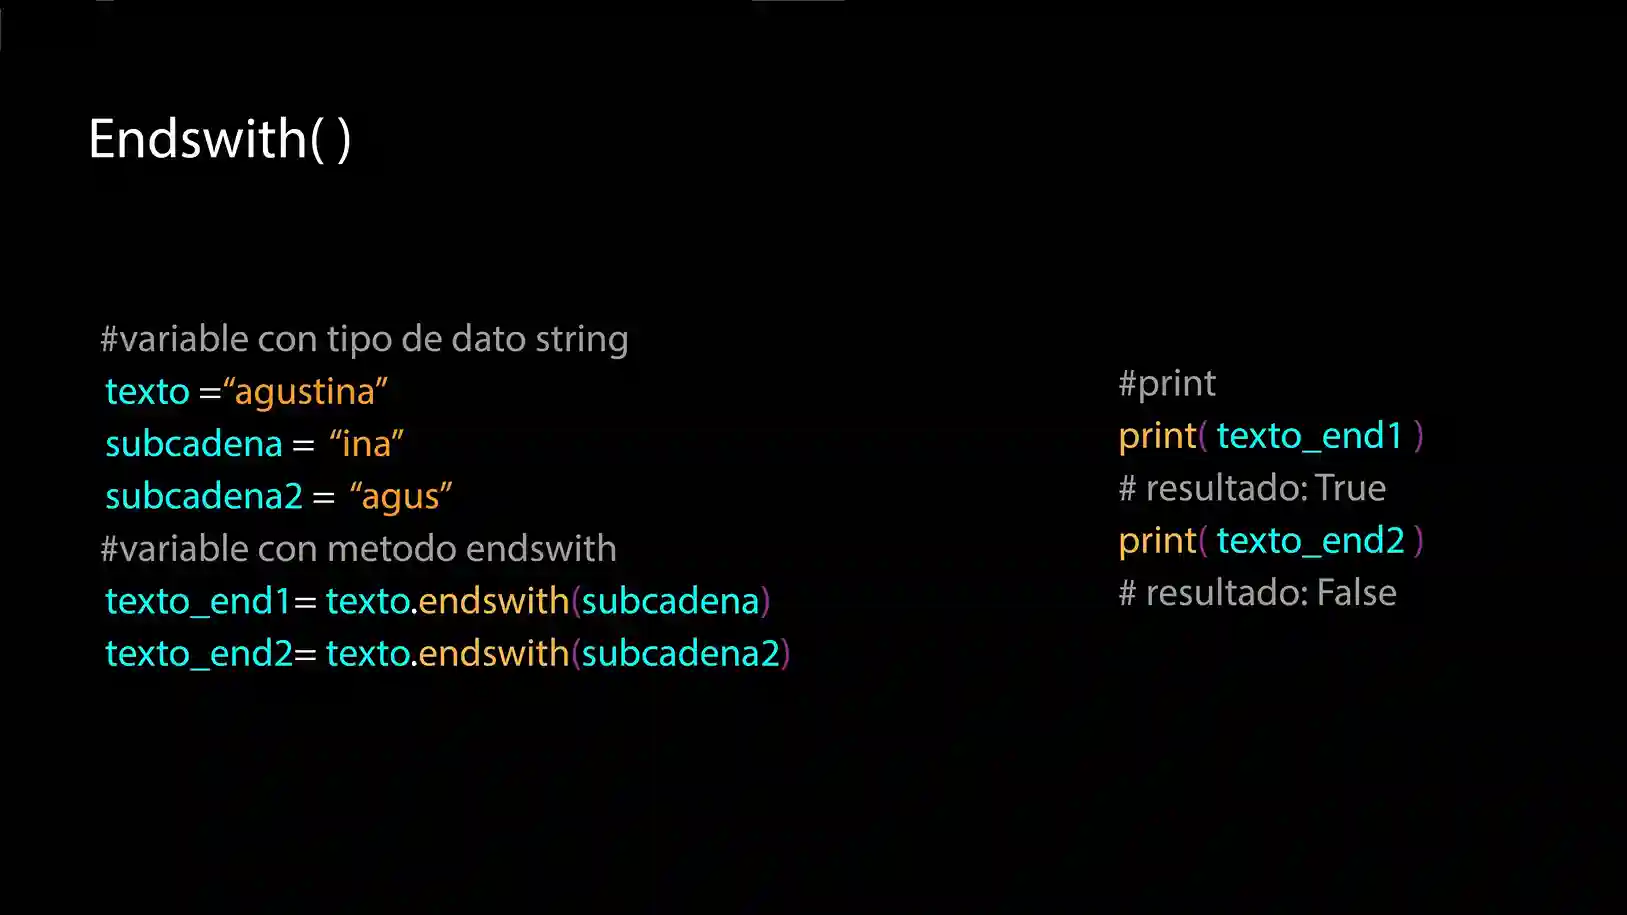 Endswith( )
#variable con tipo de dato string
texto =“agustina”
subcadena = “ina”
subcadena2 = “agus”
#variable con metodo endswith
texto_end1= texto.endswith(subcadena)
texto_end2= texto.endswith(subcadena2)
#print
print( texto_end1 )
# resultado: True
print( texto_end2 )
# resultado: False